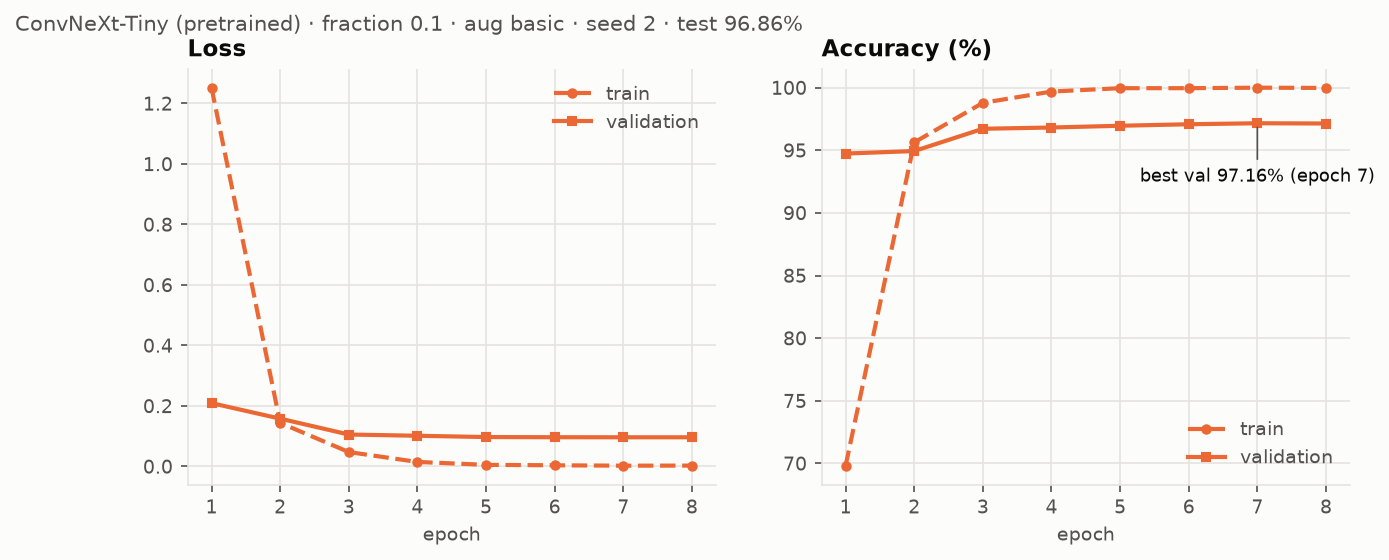 ConvNeXt-Tiny (pretrained) · fraction 0.1 · aug basic · seed 2 · test 96.86%
Loss
1.2
1.0
0.8
0.6
0.4
0.2
0.0
train
validation
1 2 3 4 5 6 7 8
epoch
Accuracy (%)
100
95
90
85
80
75
70
best val 97.16% (epoch 7)
train
validation
1 2 3 4 5 6 7 8
epoch